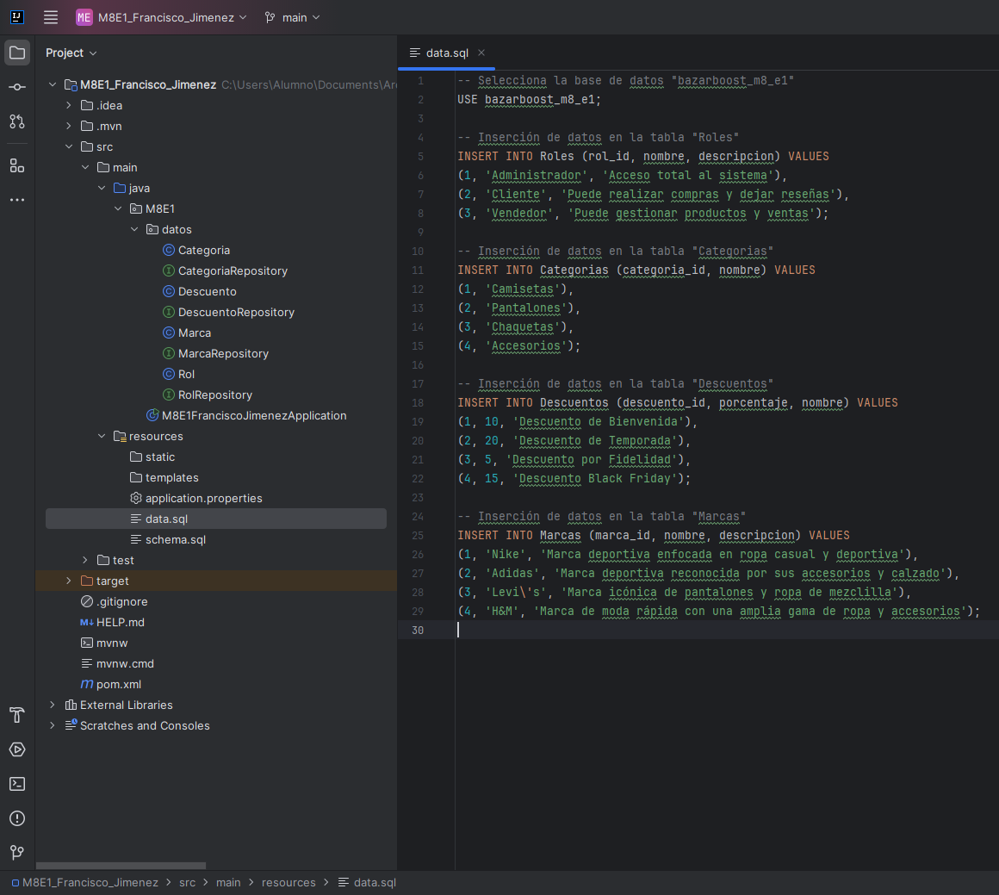 ME M8E1_Francisco_Jimenez main
Project
M8E1_Francisco_Jimenez C:\Users\Alumno\Documents\Ar
.idea
.mvn
src
main
java
M8E1
datos
Categoria
CategoriaRepository
Descuento
DescuentoRepository
Marca
MarcaRepository
Rol
RolRepository
M8E1FranciscoJimenezApplication
resources
static
templates
application.properties
data.sql
schema.sql
test
target
.gitignore
HELP.md
mvnw
mvnw.cmd
pom.xml
External Libraries
Scratches and Consoles
data.sql
1 -- Selecciona la base de datos "bazarboost_m8_e1"
2 USE bazarboost_m8_e1;
3
4 -- Inserción de datos en la tabla "Roles"
5 INSERT INTO Roles (rol_id, nombre, descripcion) VALUES
6 (1, 'Administrador', 'Acceso total al sistema'),
7 (2, 'Cliente', 'Puede realizar compras y dejar reseñas'),
8 (3, 'Vendedor', 'Puede gestionar productos y ventas');
9
10 -- Inserción de datos en la tabla "Categorias"
11 INSERT INTO Categorias (categoria_id, nombre) VALUES
12 (1, 'Camisetas'),
13 (2, 'Pantalones'),
14 (3, 'Chaquetas'),
15 (4, 'Accesorios');
16
17 -- Inserción de datos en la tabla "Descuentos"
18 INSERT INTO Descuentos (descuento_id, porcentaje, nombre) VALUES
19 (1, 10, 'Descuento de Bienvenida'),
20 (2, 20, 'Descuento de Temporada'),
21 (3, 5, 'Descuento por Fidelidad'),
22 (4, 15, 'Descuento Black Friday');
23
24 -- Inserción de datos en la tabla "Marcas"
25 INSERT INTO Marcas (marca_id, nombre, descripcion) VALUES
26 (1, 'Nike', 'Marca deportiva enfocada en ropa casual y deportiva'),
27 (2, 'Adidas', 'Marca deportiva reconocida por sus accesorios y calzado'),
28 (3, 'Levi\'s', 'Marca icónica de pantalones y ropa de mezclilla'),
29 (4, 'H&M', 'Marca de moda rápida con una amplia gama de ropa y accesorios');
30
M8E1_Francisco_Jimenez > src > main > resources > data.sql